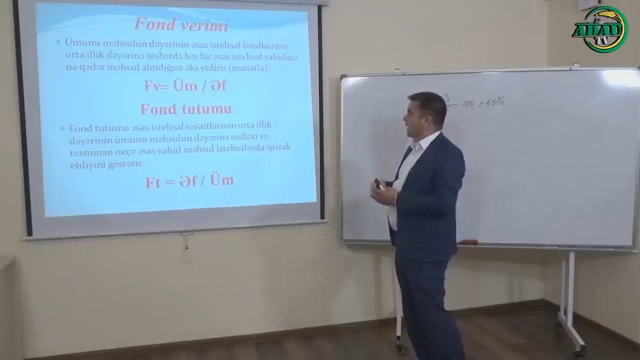 Fond verimi
Ümumi məhsulun dəyərinin əsas istehsal fondlarının
orta illik dəyərinə nisbətdə hər bir əsas istehsal vahidinə
nə qədər məhsul alındığını əks etdirir (manatla).
Fv= Üm / Əf
Fond tutumu
Fond tutumu əsas istehsal vəsaitlərinin orta illik
dəyərinin ümumi məhsulun dəyərinə nisbəti və
təxminən neçə əsas vahid məhsul istehsalında iştirak
etdiyini göstərir.
Ft = Əf / Üm
100 = 60%
ADAU
TV